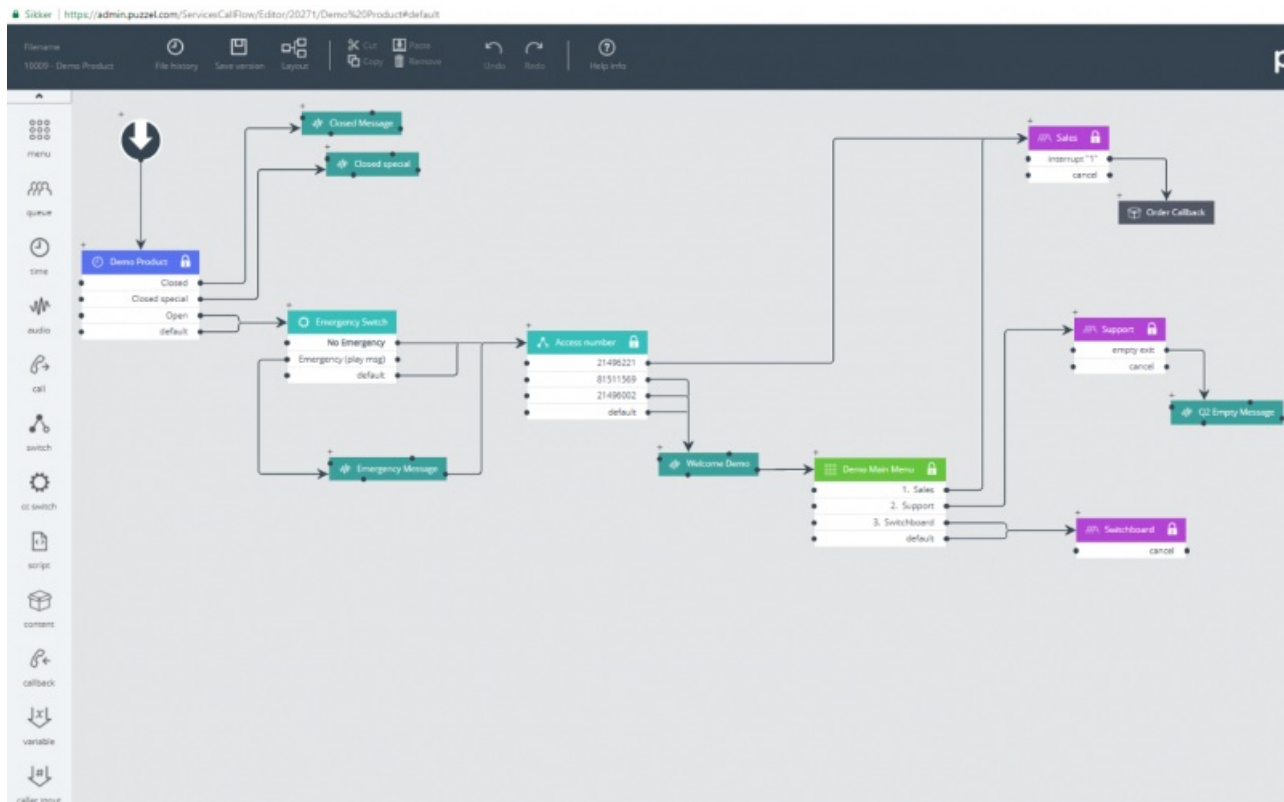 Sikker | https://admin.puzzel.com/ServicesCallFlow/Editor/20271/Demo%20Product#default
Filename
10009 - Demo Product
File history
Save version
Layout
Cut
Copy
Paste
Remove
Undo
Redo
Help info
p
menu
queue
time
audio
call
switch
cc switch
script
content
callback
variable
caller input
Closed Message
Closed special
Demo Product
Closed
Closed special
Open
default
Emergency Switch
No Emergency
Emergency (play msg)
default
Emergency Message
Access number
21496221
81511569
21496002
default
Welcome Demo
Demo Main Menu
1. Sales
2. Support
3. Switchboard
default
Sales
interrupt "1"
cancel
Order Callback
Support
empty exit
cancel
Q2 Empty Message
Switchboard
cancel